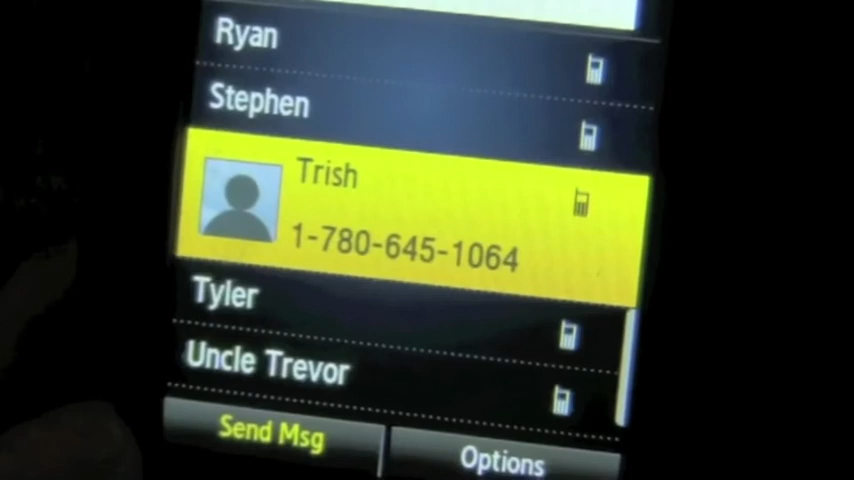 Ryan
Stephen
Trish
1-780-645-1064
Tyler
Uncle Trevor
Send Msg
Options